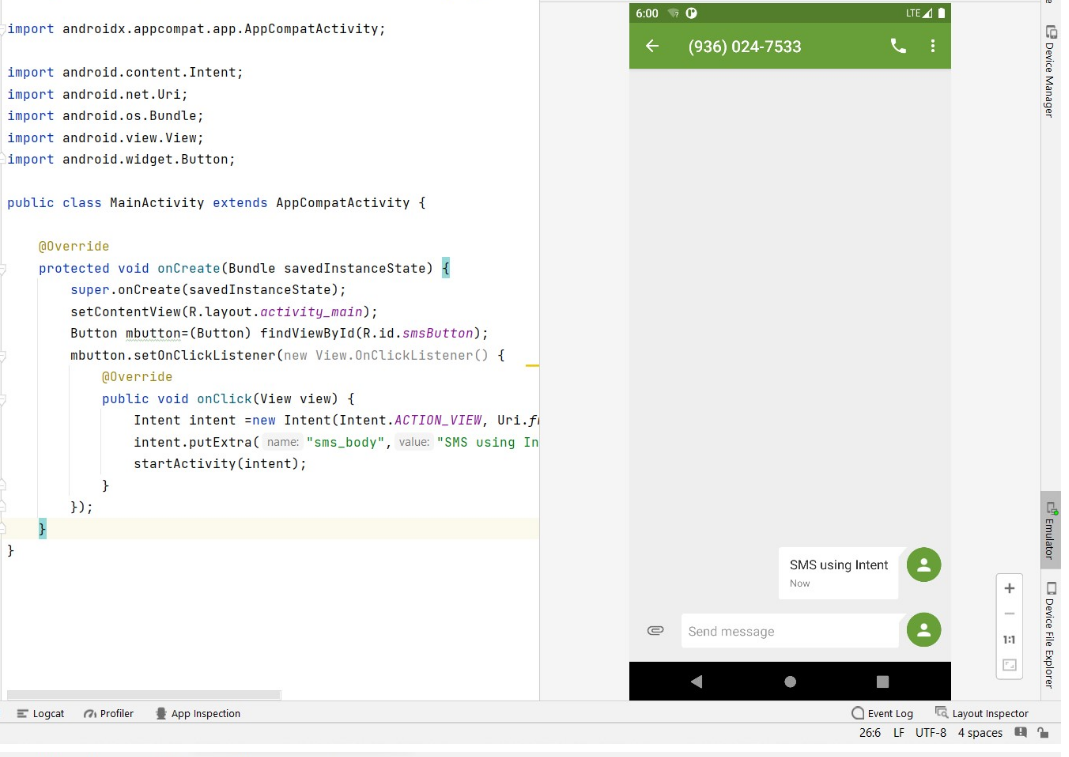 import androidx.appcompat.app.AppCompatActivity;
import android.content.Intent;
import android.net.Uri;
import android.os.Bundle;
import android.view.View;
import android.widget.Button;
public class MainActivity extends AppCompatActivity {
@Override
protected void onCreate(Bundle savedInstanceState) {
super.onCreate(savedInstanceState);
setContentView(R.layout.activity_main);
Button mbutton=(Button) findViewById(R.id.smsButton);
mbutton.setOnClickListener(new View.OnClickListener() {
@Override
public void onClick(View view) {
Intent intent =new Intent(Intent.ACTION_VIEW, Uri.
intent.putExtra( name: "sms_body", value: "SMS using In
startActivity(intent);
}
});
}
}
6:00 LTE
(936) 024-7533
SMS using Intent
Now
Send message
1:1
Device Manager
Emulator
Device File Explorer
Logcat Profiler App Inspection Event Log Layout Inspector
26:6 LF UTF-8 4 spaces